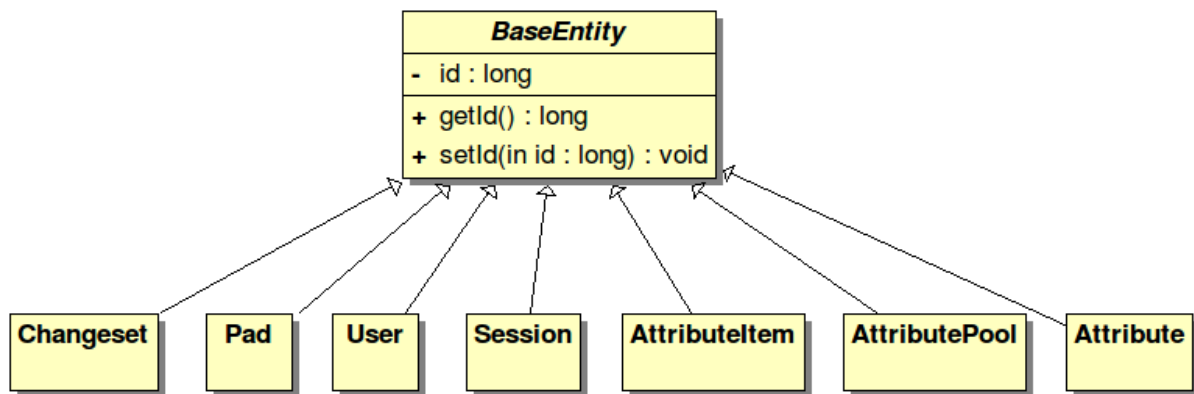 BaseEntity
- id : long
+ getId() : long
+ setId(in id : long) : void
Changeset
Pad
User
Session
AttributeItem
AttributePool
Attribute